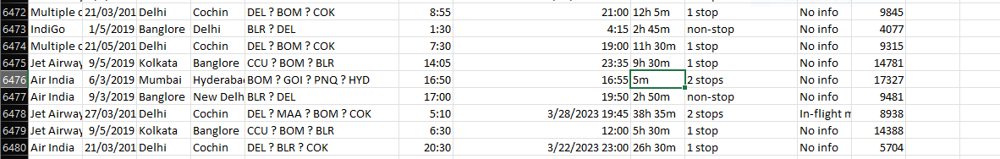 6472 Multiple c 21/03/201 Delhi Cochin DEL ? BOM ? COK 8:55 21:00 12h 5m 1 stop No info 9845
6473 IndiGo 1/5/2019 Banglore Delhi BLR ? DEL 1:30 4:15 2h 45m non-stop No info 4077
6474 Multiple c 21/05/201 Delhi Cochin DEL ? BOM ? COK 7:30 19:00 11h 30m 1 stop No info 9315
6475 Jet Airway 9/5/2019 Kolkata Banglore CCU ? BOM ? BLR 14:05 23:35 9h 30m 1 stop No info 14781
6476 Air India 6/3/2019 Mumbai Hyderabad BOM ? GOI ? PNQ ? HYD 16:50 16:55 5m 2 stops No info 17327
6477 Air India 9/3/2019 Banglore New Delh BLR ? DEL 17:00 19:50 2h 50m non-stop No info 9481
6478 Jet Airway 27/03/201 Delhi Cochin DEL ? MAA ? BOM ? COK 5:10 3/28/2023 19:45 38h 35m 2 stops In-flight m 8938
6479 Jet Airway 9/5/2019 Kolkata Banglore CCU ? BOM ? BLR 6:30 12:00 5h 30m 1 stop No info 14388
6480 Air India 21/03/201 Delhi Cochin DEL ? BLR ? COK 20:30 3/22/2023 23:00 26h 30m 1 stop No info 5704